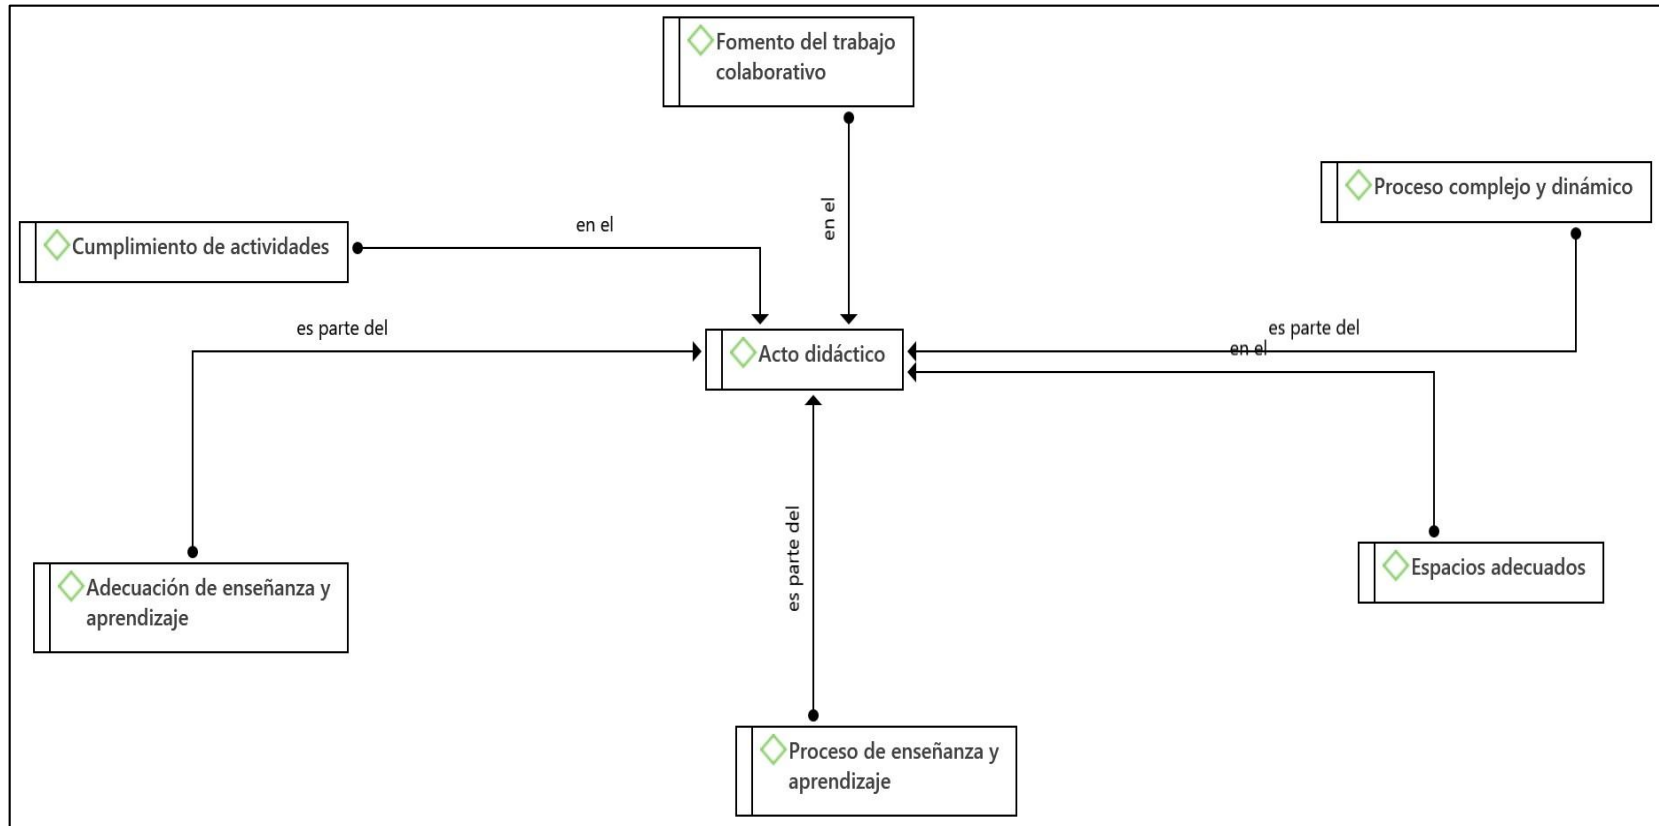 Fomento del trabajo
colaborativo
Proceso complejo y dinámico
en el
Cumplimiento de actividades
en el
es parte del
es parte del
en el
Acto didáctico
es parte del
Espacios adecuados
Adecuación de enseñanza y
aprendizaje
Proceso de enseñanza y
aprendizaje